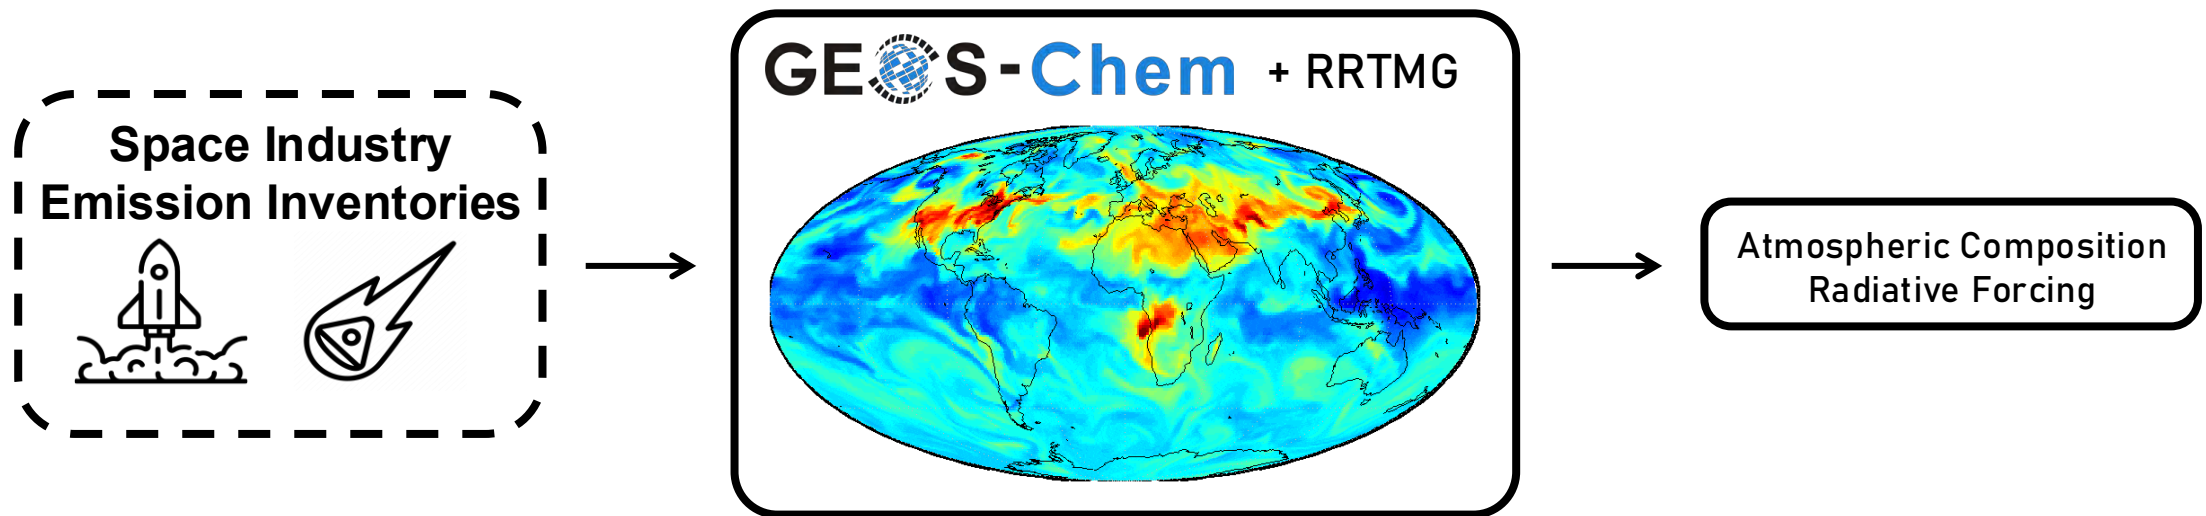 Space Industry
Emission Inventories
GEOS-Chem + RRTMG
Atmospheric Composition
Radiative Forcing